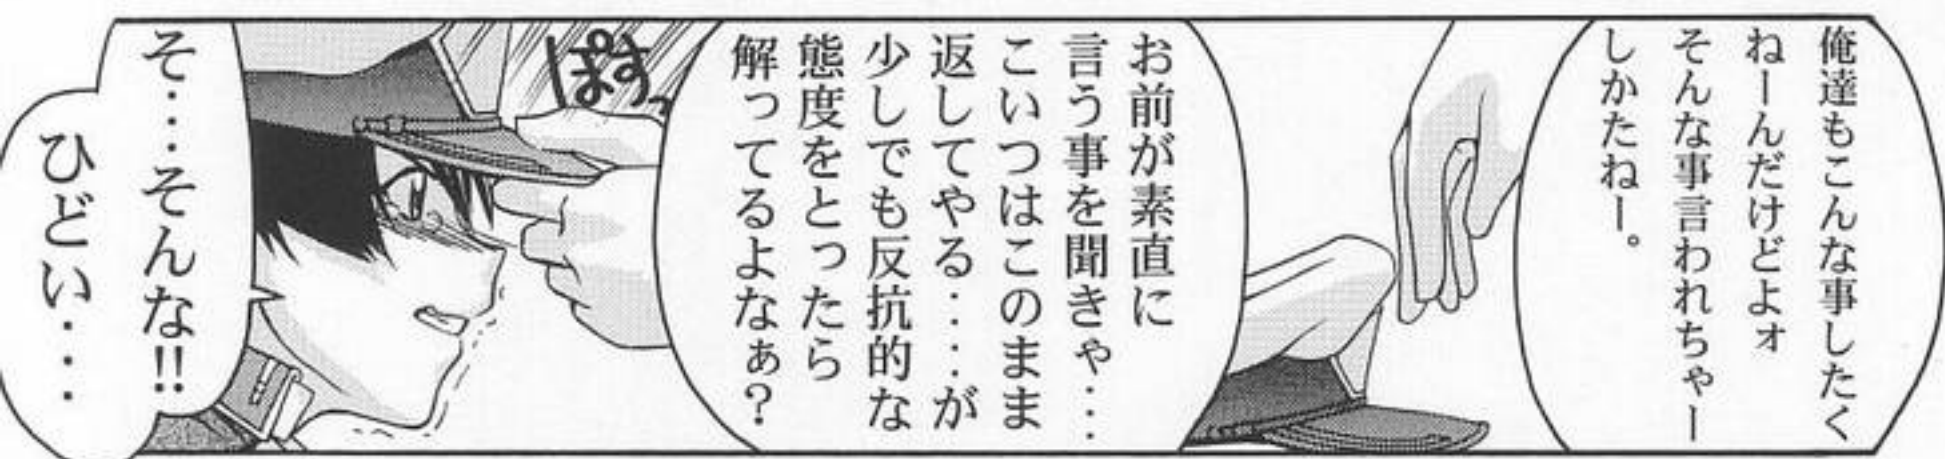 俺達もこんな事したく
ねーんだけどよォ
そんな事言われちゃー
しかたねー。
お前が素直に
言う事を聞きゃ・・・
こいつはこのまま
返してやる・・・・が
少しでも反抗的な
態度をとったら
解ってるよなぁ？
ぽすっ
そ・・・そんな!!
ひどい・・・